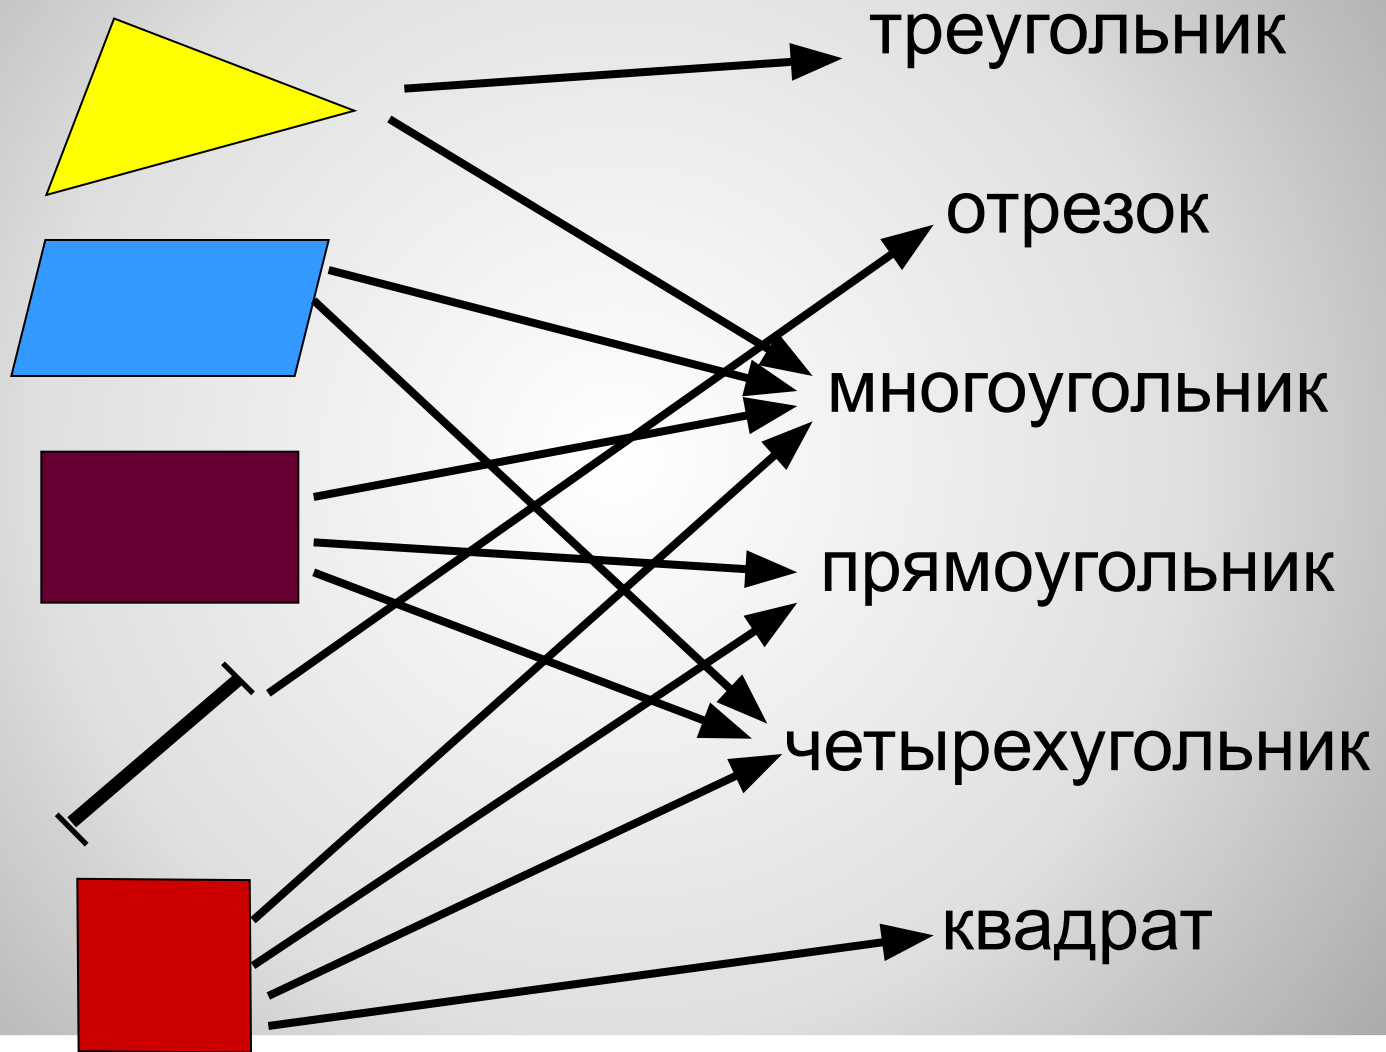 треугольник
отрезок
многоугольник
прямоугольник
четырехугольник
квадрат